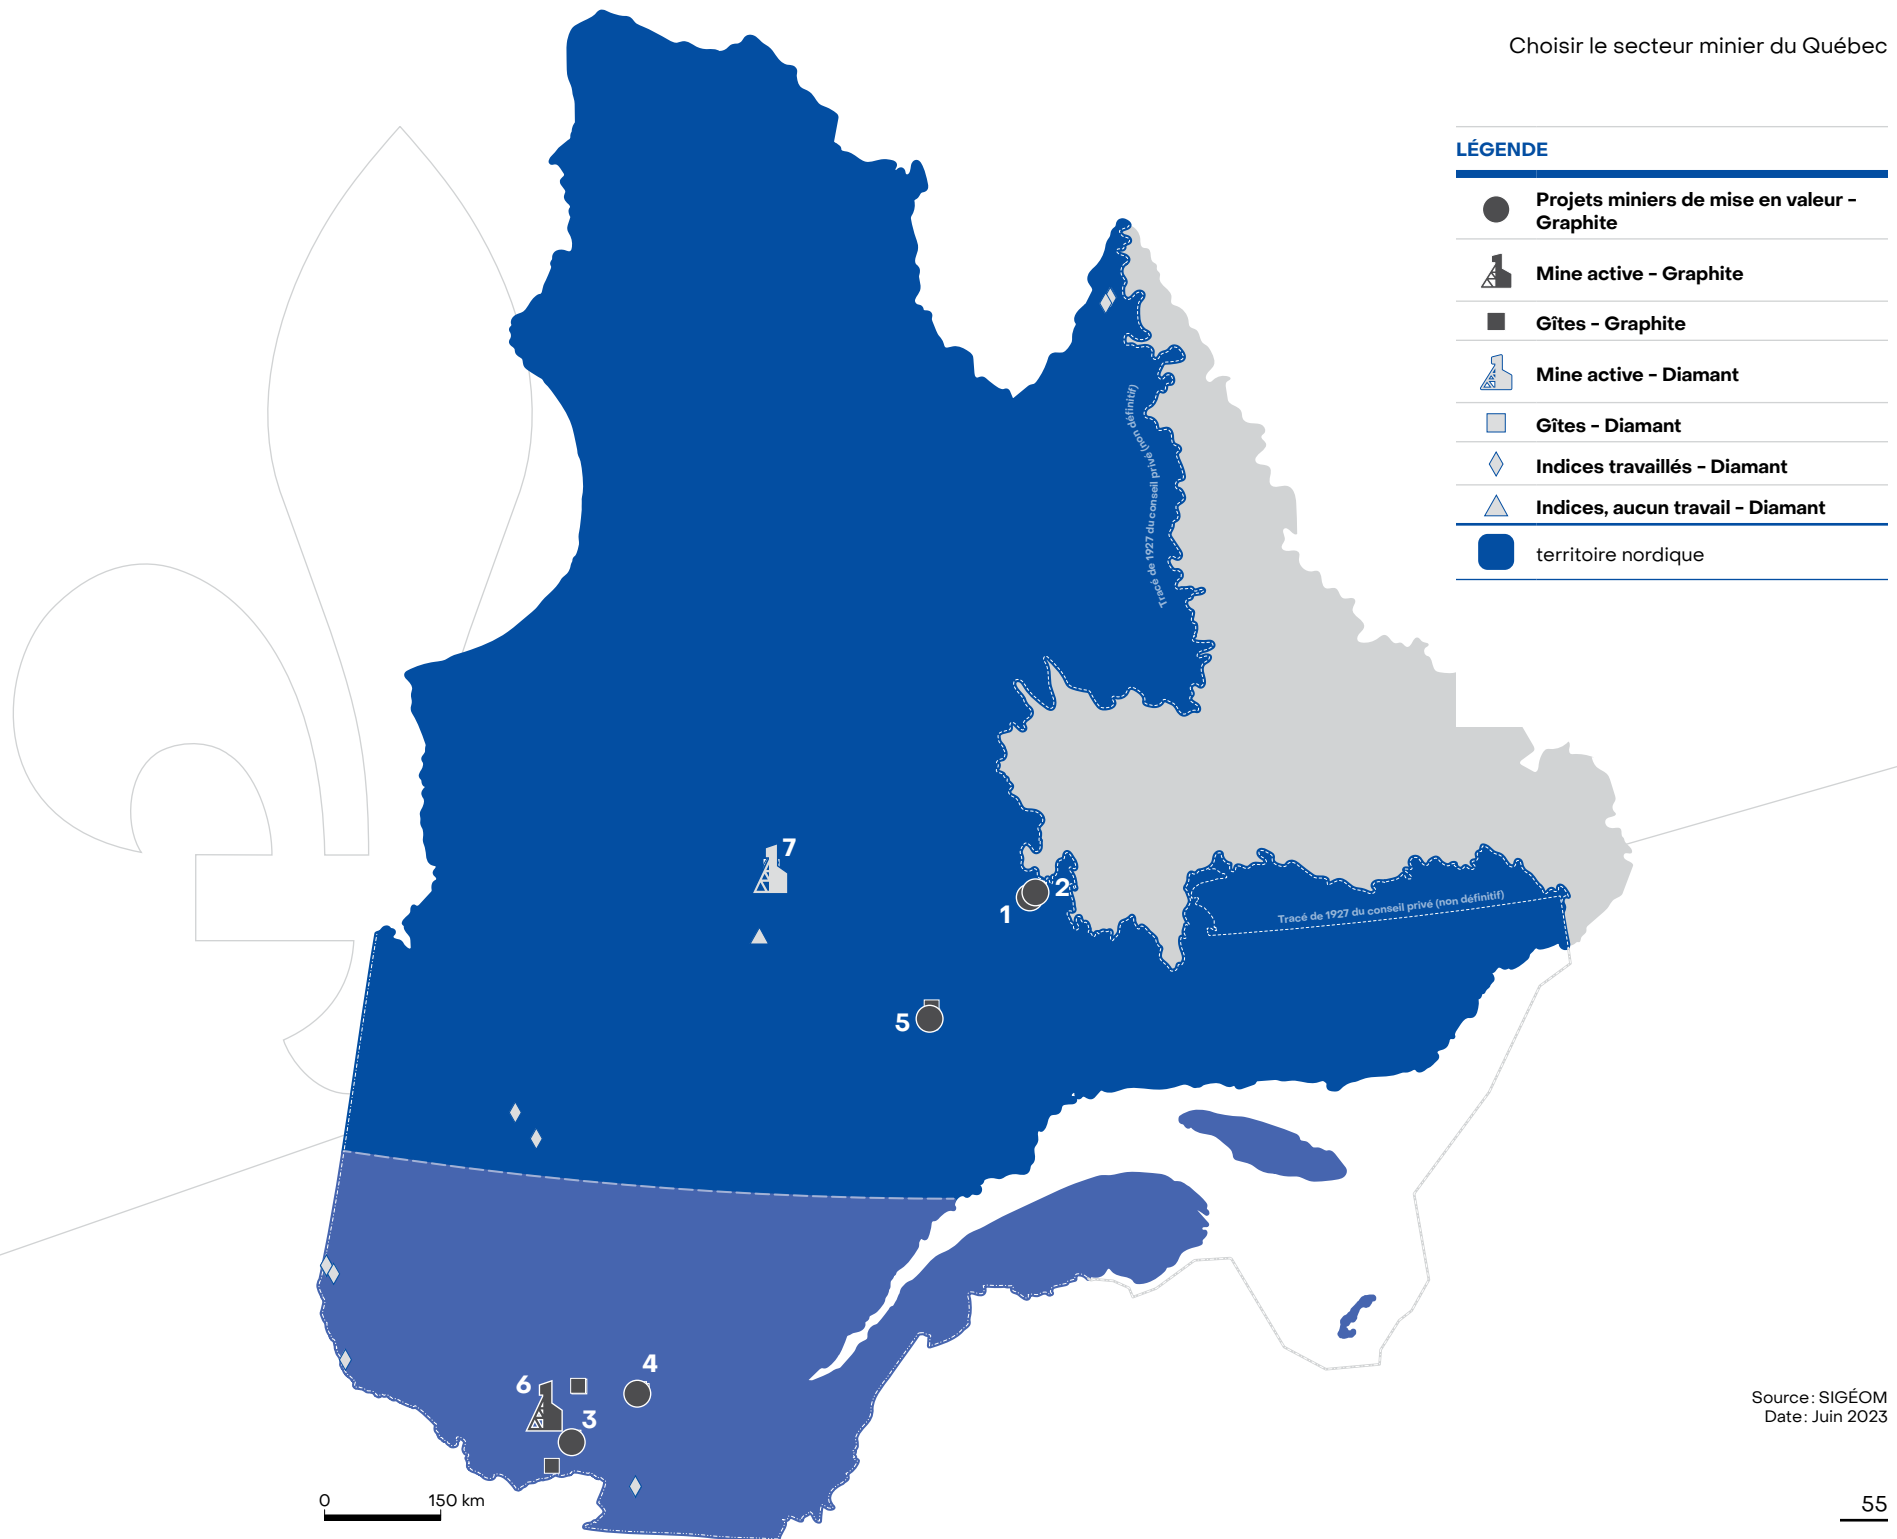 Choisir le secteur minier du Québec
LÉGENDE
Projets miniers de mise en valeur –
Graphite
Mine active – Graphite
Gîtes – Graphite
Mine active – Diamant
Gîtes – Diamant
Indices travaillés – Diamant
Indices, aucun travail – Diamant
territoire nordique
Tracé de 1927 du conseil privé (non définitif)
7
2
1
Tracé de 1927 du conseil privé (non définitif)
5
4
6
3
0 150 km
Source : SIGÉOM
Date : Juin 2023
55